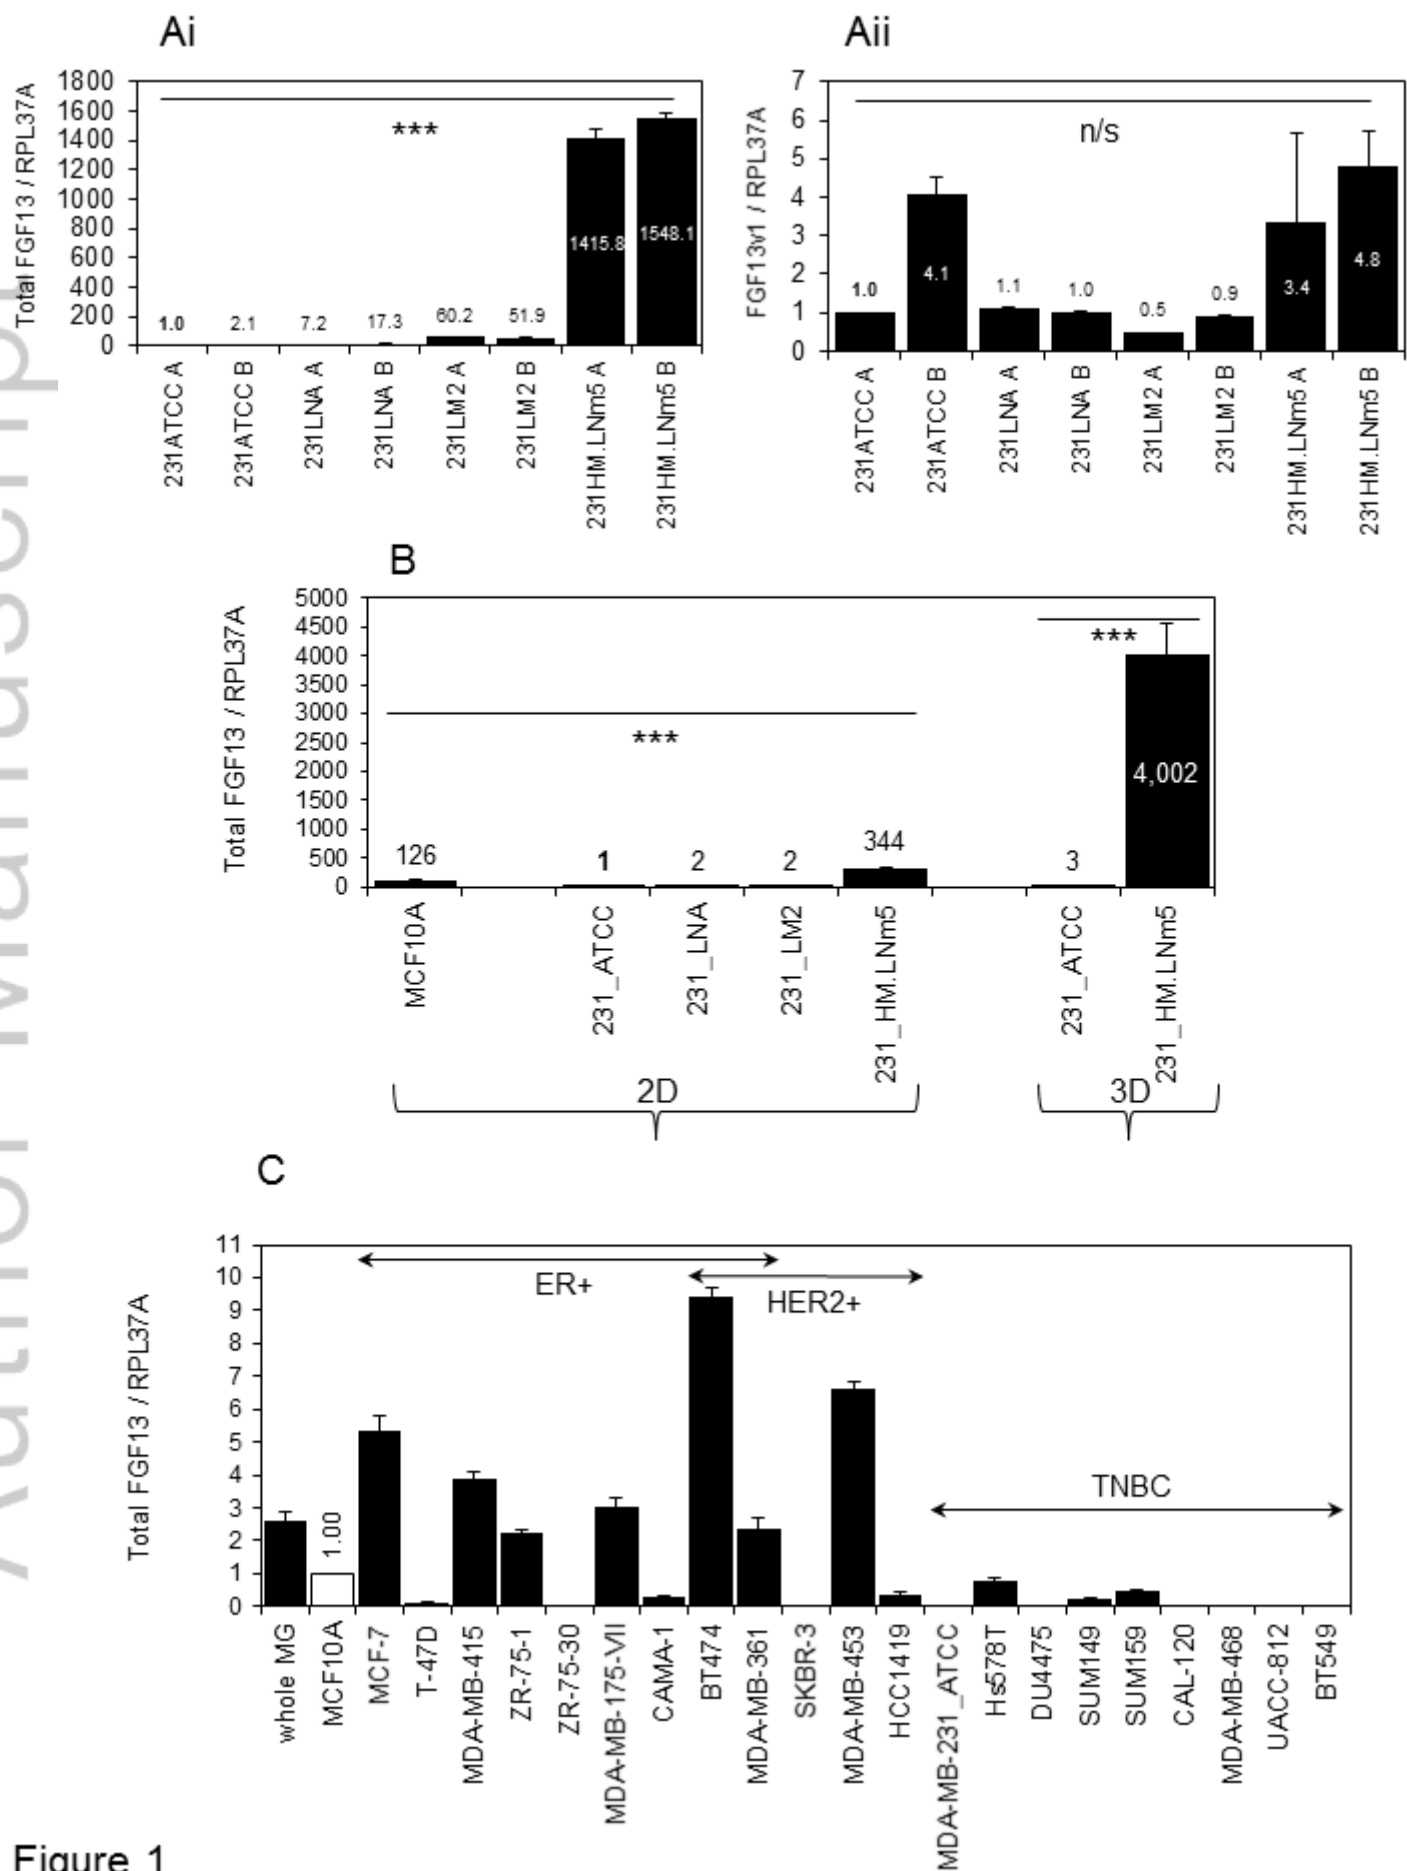 Author Manuscript
Ai
Total FGF13 / RPL37A
1800
1600
1400
1200
1000
800
600
400
200
0
***
1.0
2.1
7.2
17.3
60.2
51.9
1415.8
1548.1
231ATCC A
231ATCC B
231LNA A
231LNA B
231LM2 A
231LM2 B
231HM.LNm5 A
231HM.LNm5 B
Aii
FGF13v1 / RPL37A
7
6
5
4
3
2
1
0
n/s
1.0
4.1
1.1
1.0
0.5
0.9
3.4
4.8
231ATCC A
231ATCC B
231LNA A
231LNA B
231LM2 A
231LM2 B
231HM.LNm5 A
231HM.LNm5 B
B
Total FGF13 / RPL37A
5000
4500
4000
3500
3000
2500
2000
1500
1000
500
0
***
***
126
1
2
2
344
3
4,002
MCF10A
231_ATCC
231_LNA
231_LM2
231_HM.LNm5
231_ATCC
231_HM.LNm5
2D
3D
C
Total FGF13 / RPL37A
11
10
9
8
7
6
5
4
3
2
1
0
ER+
HER2+
TNBC
1.00
whole MG
MCF10A
MCF-7
T-47D
MDA-MB-415
ZR-75-1
ZR-75-30
MDA-MB-175-VII
CAMA-1
BT474
MDA-MB-361
SKBR-3
MDA-MB-453
HCC1419
MDA-MB-231_ATCC
Hs578T
DU4475
SUM149
SUM159
CAL-120
MDA-MB-468
UACC-812
BT549
Figure 1